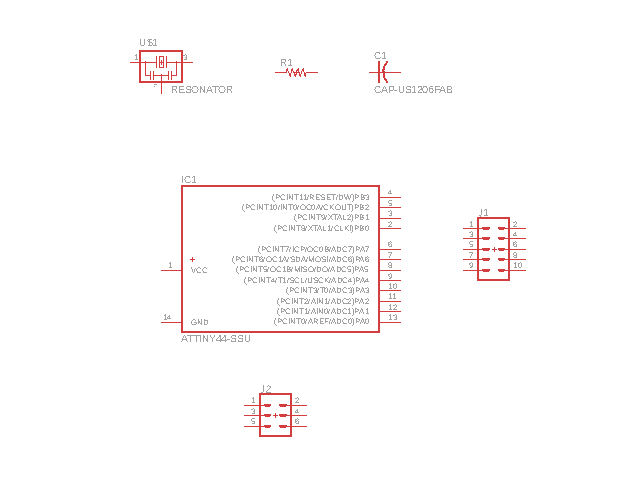 US1
1
3
2
RESONATOR
R1
C1
CAP-US1206FAB
IC1
(PCINT11/RESET/DW)PB3 4
(PCINT10/INT0/OC0A/CKOUT)PB2 5
(PCINT9/XTAL2)PB1 3
(PCINT8/XTAL1/CLKI)PB0 2
(PCINT7/ICP/OC0B/ADC7)PA7 6
(PCINT6/OC1A/SDA/MOSI/ADC6)PA6 7
(PCINT5/OC1B/MISO/DO/ADC5)PA5 8
(PCINT4/T1/SCL/USCK/ADC4)PA4 9
(PCINT3/T0/ADC3)PA3 10
(PCINT2/AIN1/ADC2)PA2 11
(PCINT1/AIN0/ADC1)PA1 12
(PCINT0/AREF/ADC0)PA0 13
1 VCC
14 GND
ATTINY44-SSU
J1
1 2
3 4
5 6
7 8
9 10
J2
1 2
3 4
5 6